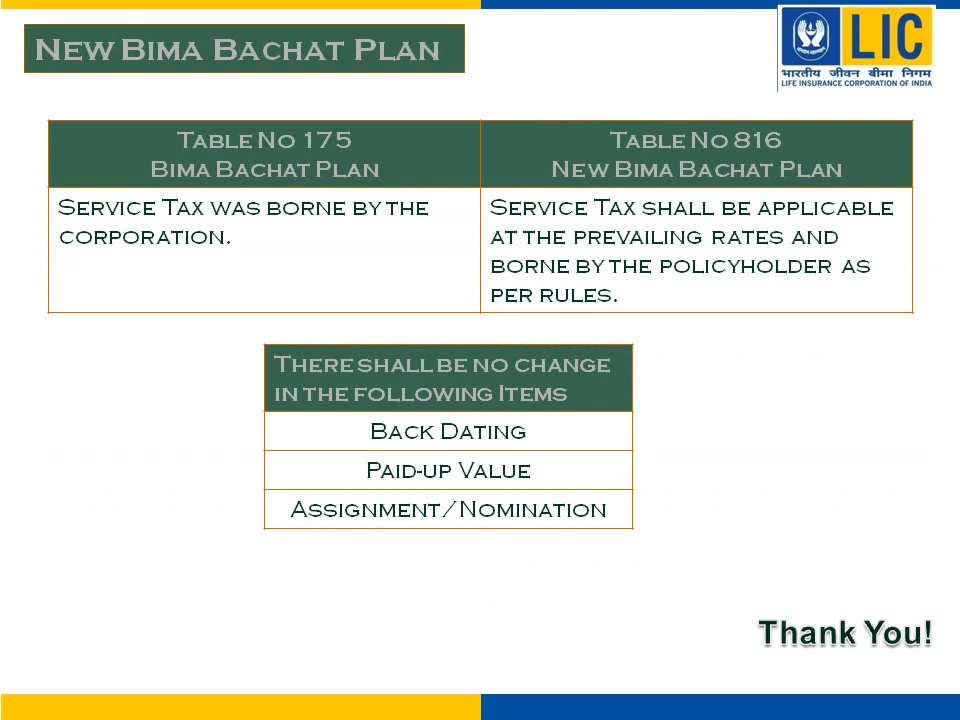 New Bima Bachat Plan
LIC
भारतीय जीवन बीमा निगम
LIFE INSURANCE CORPORATION OF INDIA
Table No 175
Bima Bachat Plan
Table No 816
New Bima Bachat Plan
Service Tax was borne by the
corporation.
Service Tax shall be applicable
at the prevailing rates and
borne by the policyholder as
per rules.
There shall be no change
in the following Items
Back Dating
Paid-up Value
Assignment/Nomination
Thank You!